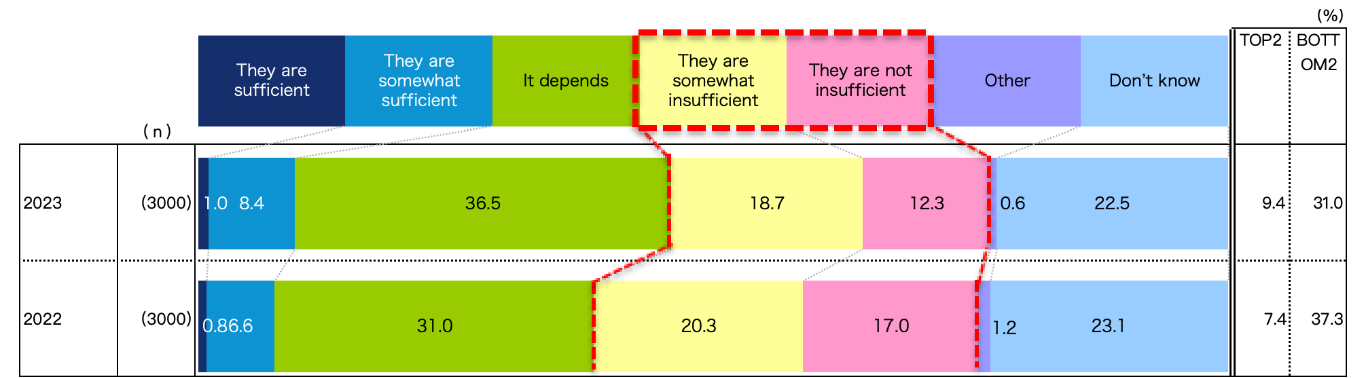 (%)
They are
sufficient
They are
somewhat
sufficient
It depends
They are
somewhat
insufficient
They are not
insufficient
Other
Don't know
TOP2
BOTT
OM2
(n)
2023 (3000) 1.0 8.4 36.5 18.7 12.3 0.6 22.5 9.4 31.0
2022 (3000) 0.8 6.6 31.0 20.3 17.0 1.2 23.1 7.4 37.3